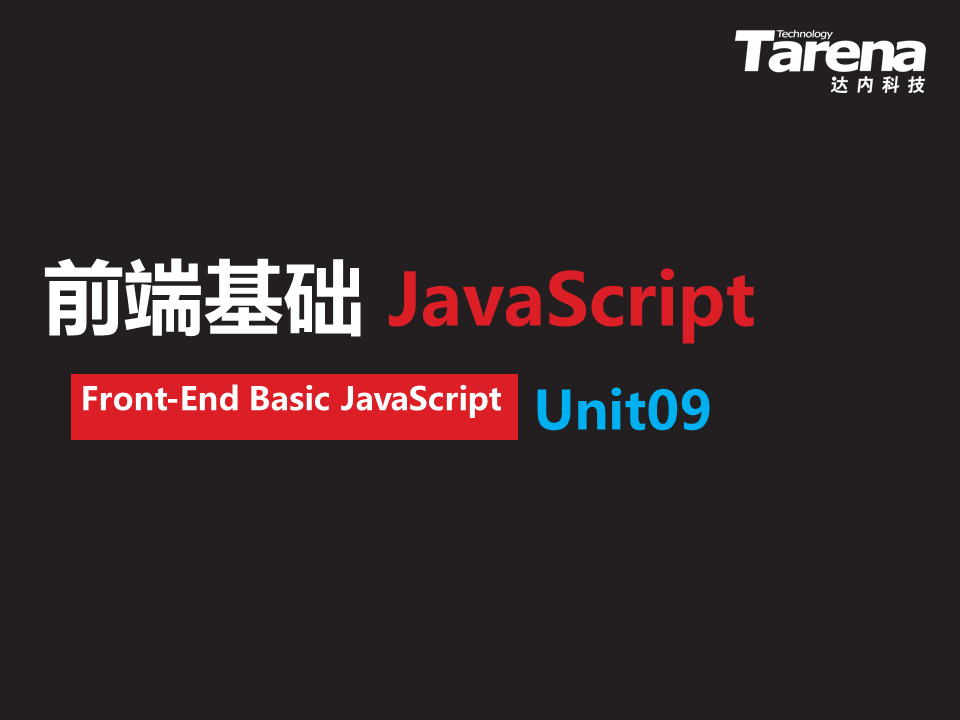 Technology
Tarena
达内科技
前端基础 JavaScript
Front-End Basic JavaScript Unit09